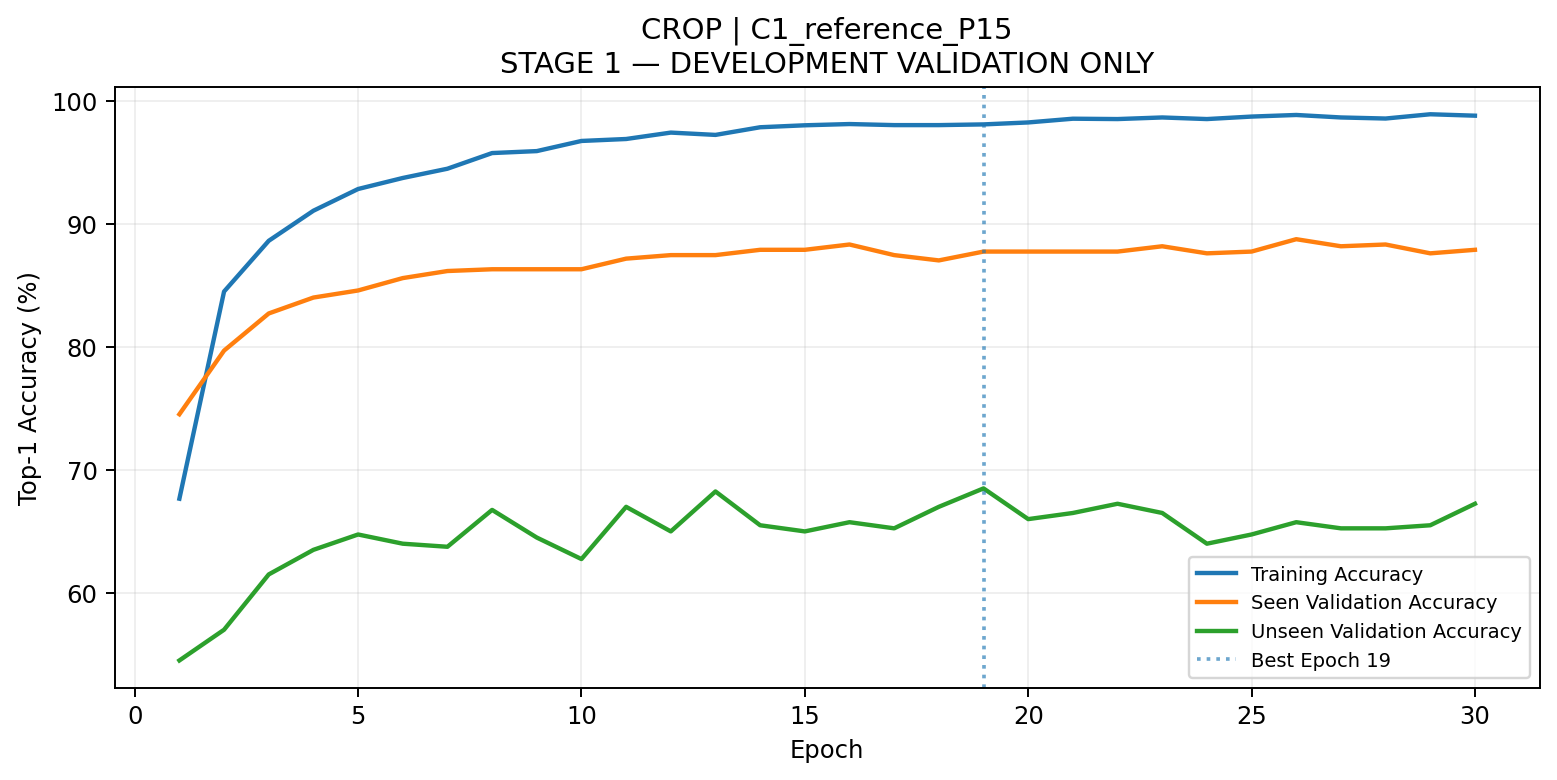 CROP | C1_reference_P15
STAGE 1 — DEVELOPMENT VALIDATION ONLY
Top-1 Accuracy (%)
100
90
80
70
60
Training Accuracy
Seen Validation Accuracy
Unseen Validation Accuracy
Best Epoch 19
0 5 10 15 20 25 30
Epoch